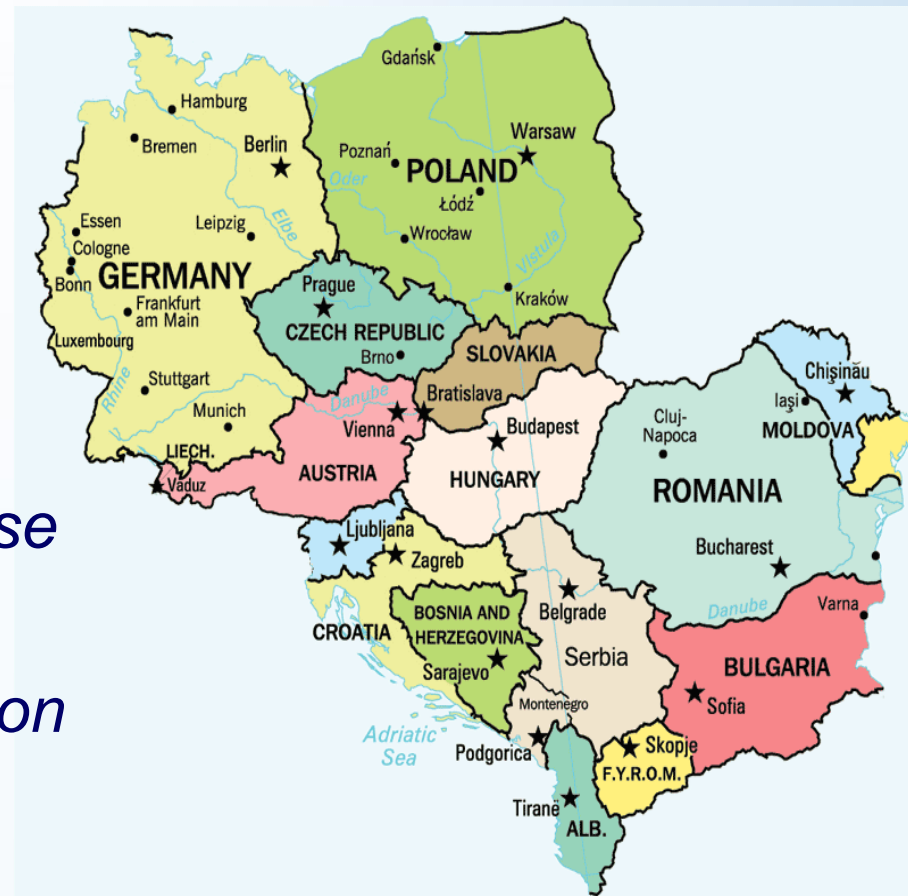 Gdańsk
Hamburg
Bremen
Berlin
Warsaw
Poznań
POLAND
Oder
Łódź
Essen
Leipzig
Elbe
Cologne
Wrocław
Vistula
Bonn
GERMANY
Prague
Kraków
Frankfurt
am Main
CZECH REPUBLIC
Luxembourg
Brno
SLOVAKIA
Rhine
Stuttgart
Danube
Bratislava
Chişinău
Iaşi
Munich
Vienna
Budapest
Cluj-
Napoca
MOLDOVA
LIECH.
AUSTRIA
HUNGARY
Vaduz
ROMANIA
se
Ljubljana
Zagreb
Bucharest
BOSNIA AND
HERZEGOVINA
Belgrade
Danube
Varna
CROATIA
Serbia
BULGARIA
Sarajevo
Montenegro
Sofia
on
Adriatic
Sea
Podgorica
Skopje
F.Y.R.O.M.
Tiranë
ALB.